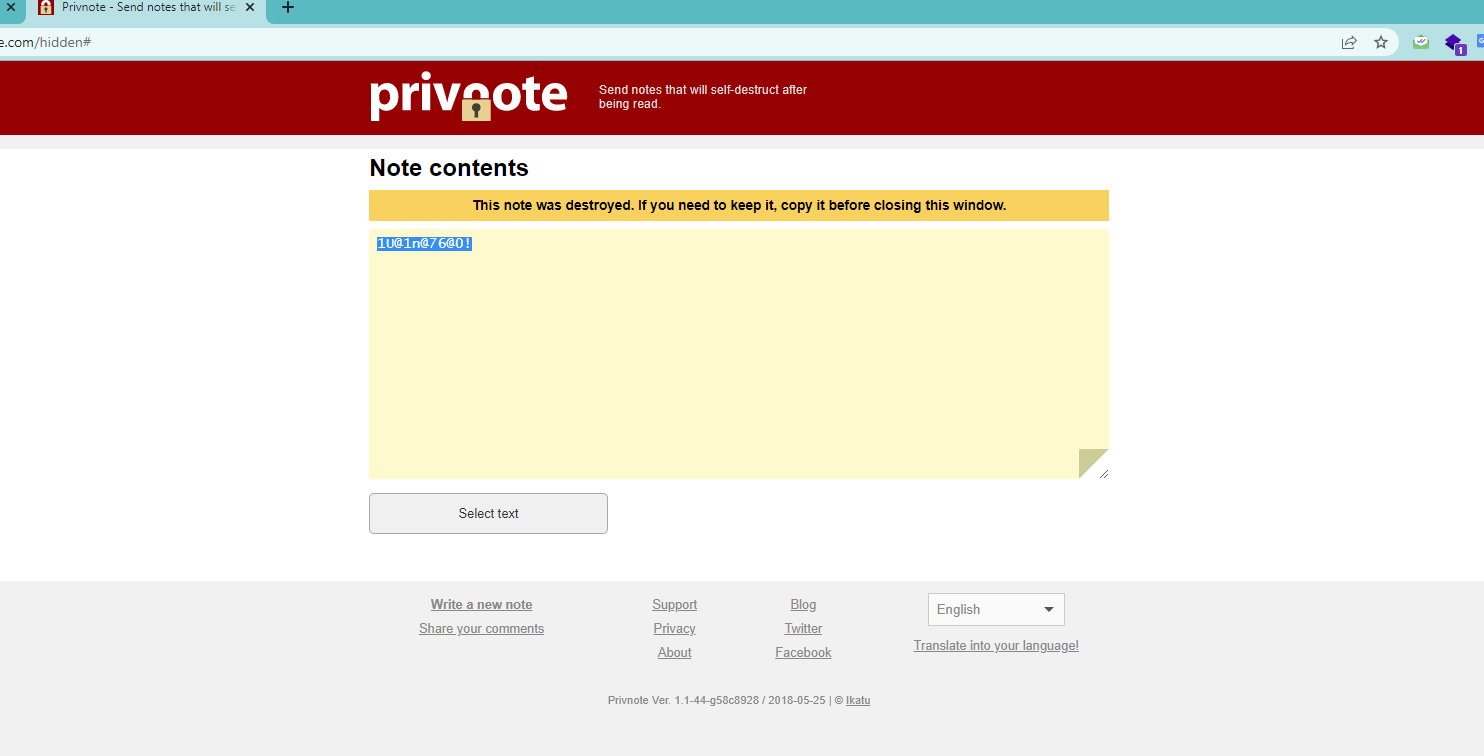 Privnote - Send notes that will se
e.com/hidden#
1
privnote
Send notes that will self-destruct after
being read.
Note contents
This note was destroyed. If you need to keep it, copy it before closing this window.
1U@1n@76@O!
Select text
Write a new note
Share your comments
Support
Privacy
About
Blog
Twitter
Facebook
English
Translate into your language!
Privnote Ver. 1.1-44-g58c8928 / 2018-05-25 | © Ikatu